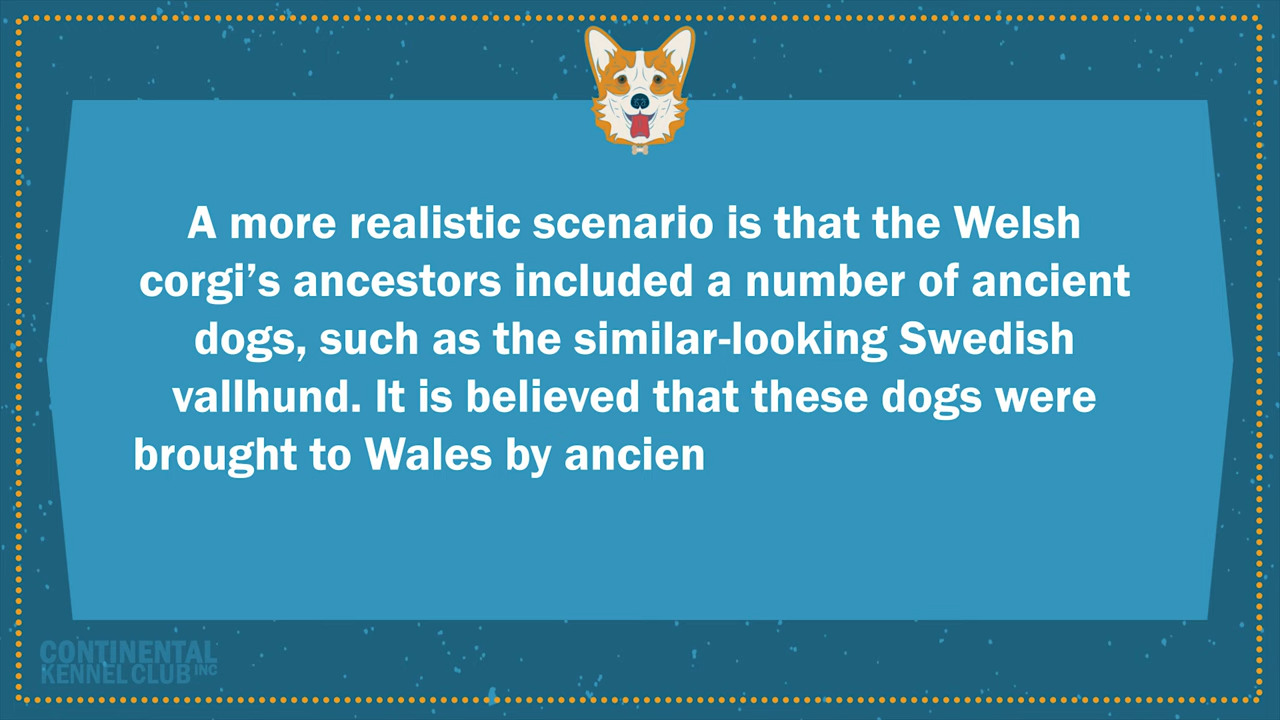 A more realistic scenario is that the Welsh
corgi’s ancestors included a number of ancient
dogs, such as the similar-looking Swedish
vallhund. It is believed that these dogs were
brought to Wales by ancien
CONTINENTAL
KENNEL CLUB INC